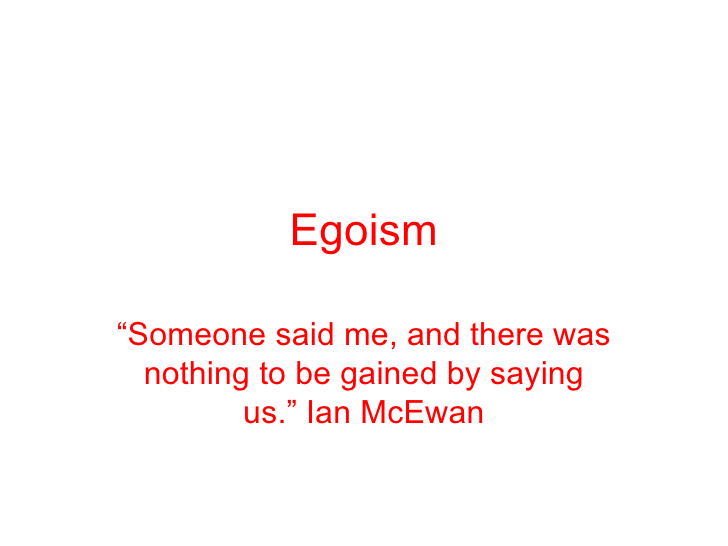 Egoism
“Someone said me, and there was
nothing to be gained by saying
us.” Ian McEwan